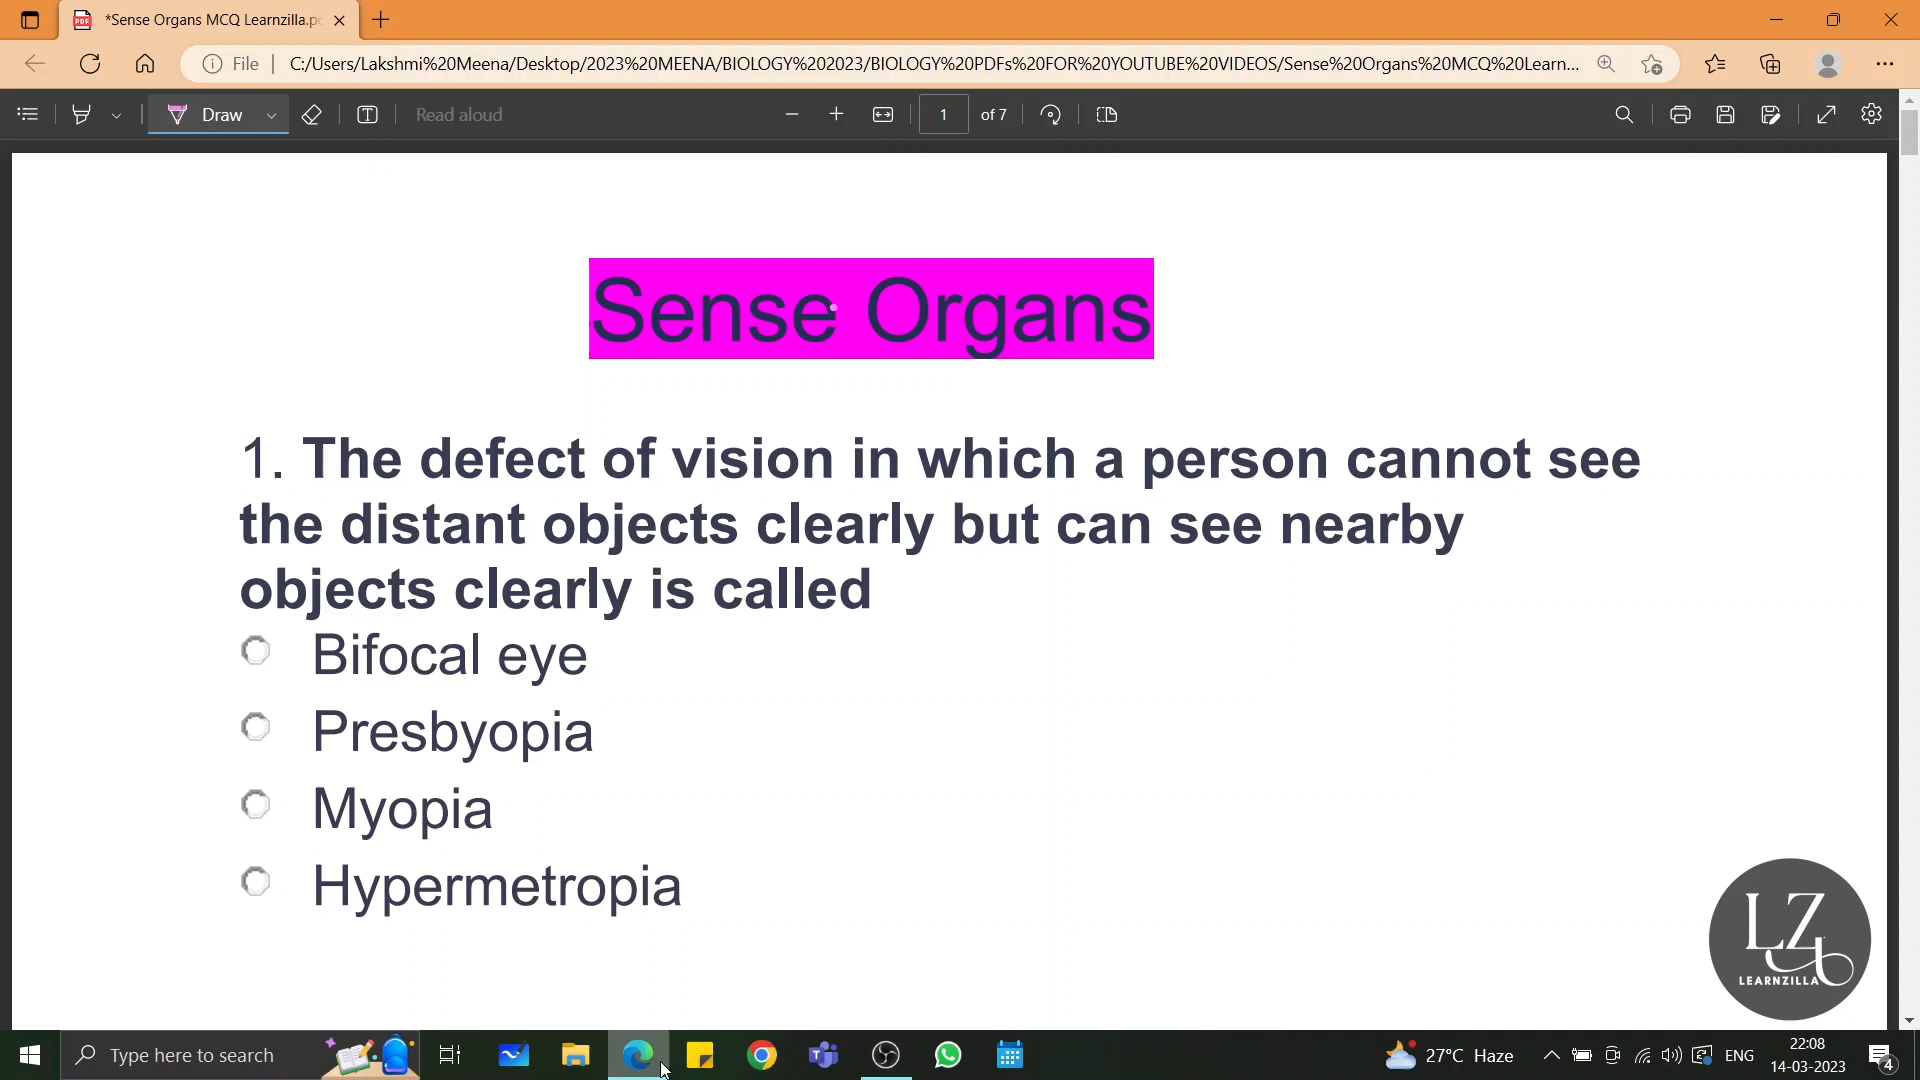 *Sense Organs MCQ Learnzilla.pc
File
C:/Users/Lakshmi%20Meena/Desktop/2023%20MEENA/BIOLOGY%202023/BIOLOGY%20PDFs%20FOR%20YOUTUBE%20VIDEOS/Sense%20Organs%20MCQ%20Learn...
Draw
Read aloud
1
of 7
Sense Organs
1. The defect of vision in which a person cannot see
the distant objects clearly but can see nearby
objects clearly is called
Bifocal eye
Presbyopia
Myopia
Hypermetropia
LZ
LEARNZILLA
Type here to search
27°C Haze
ENG
22:08
14-03-2023
4